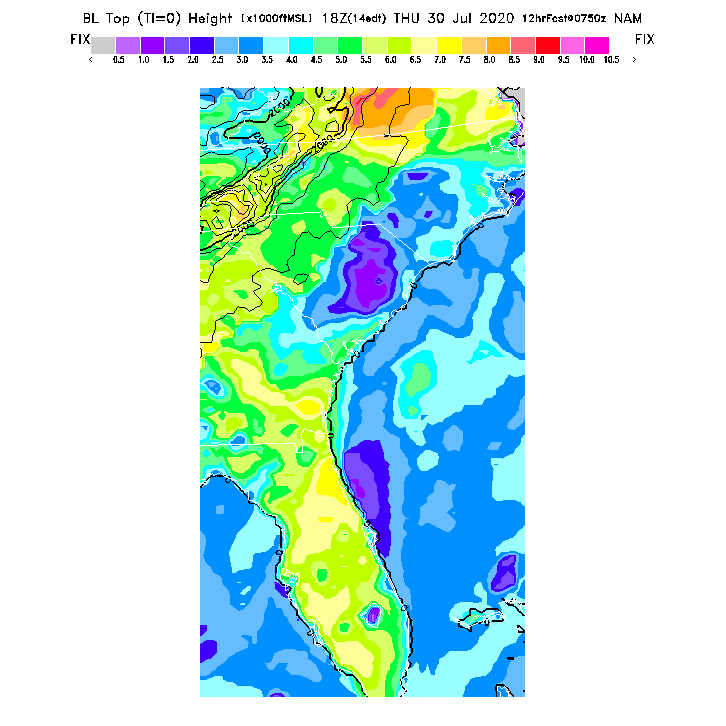 BL Top (TI=0) Height [x1000ftMSL] 18Z(14edt) THU 30 Jul 2020 12hrFcst@0750z NAM
FIX FIX
< 0.5 1.0 1.5 2.0 2.5 3.0 3.5 4.0 4.5 5.0 5.5 6.0 6.5 7.0 7.5 8.0 8.5 9.0 9.5 10.0 10.5 >
2000
2000
2000